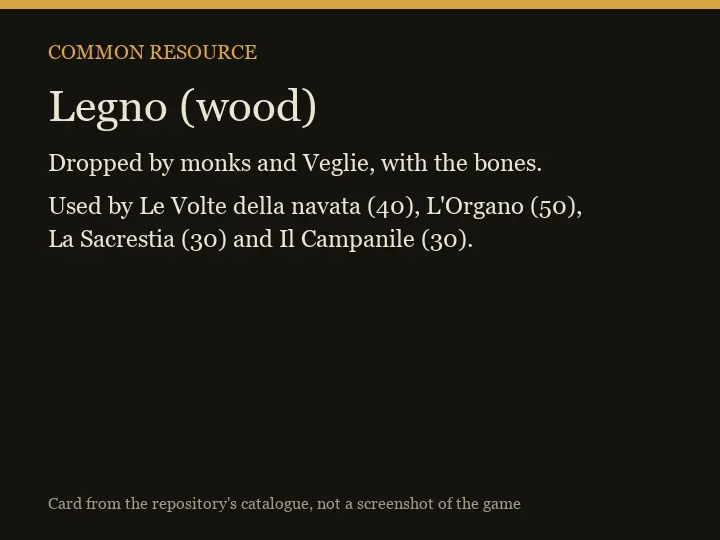 COMMON RESOURCE
Legno (wood)
Dropped by monks and Veglie, with the bones.
Used by Le Volte della navata (40), L'Organo (50),
La Sacrestia (30) and Il Campanile (30).
Card from the repository's catalogue, not a screenshot of the game